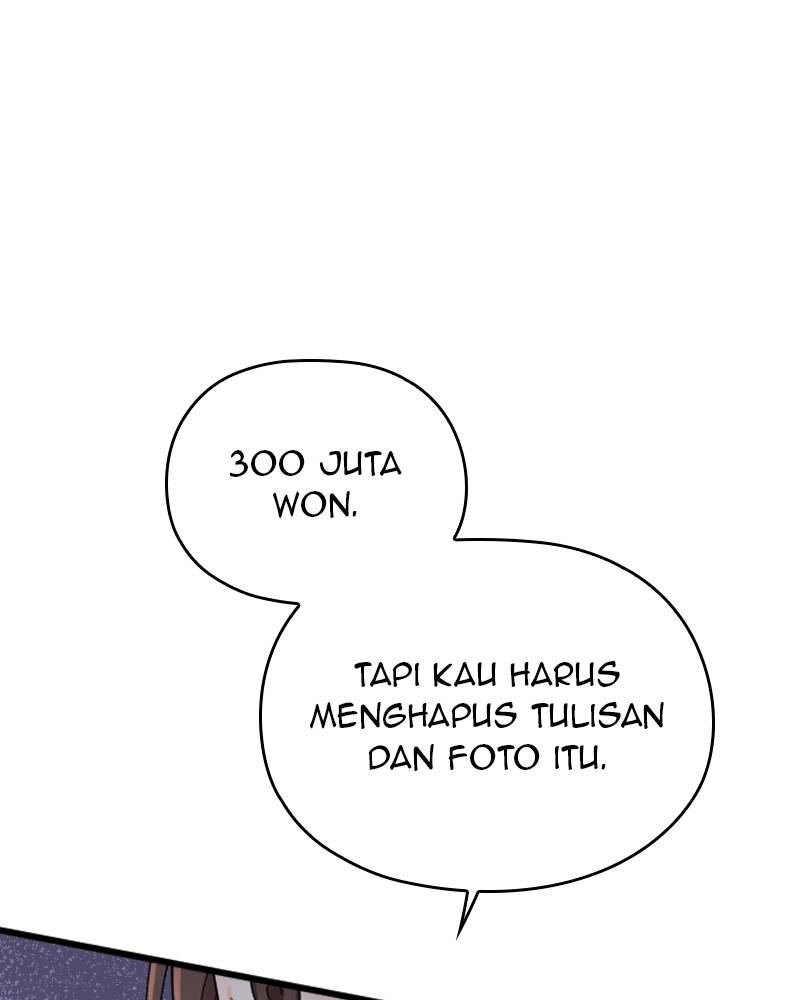 300 JUTA
WON.
TAPI KAU HARUS
MENGHAPUS TULISAN
DAN FOTO ITU.